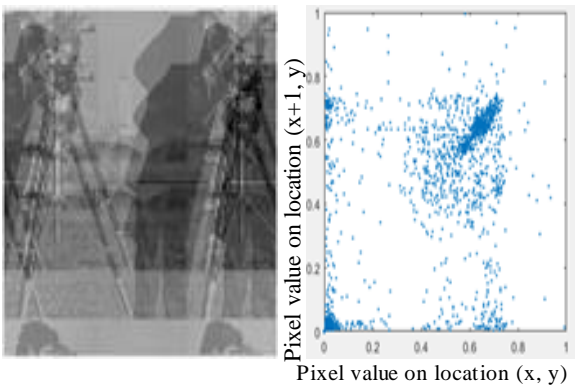 Pixel value on location (x+1, y)
1
0.8
0.6
0.4
0.2
0
0 0.2 0.4 0.6 0.8 1
Pixel value on location (x, y)